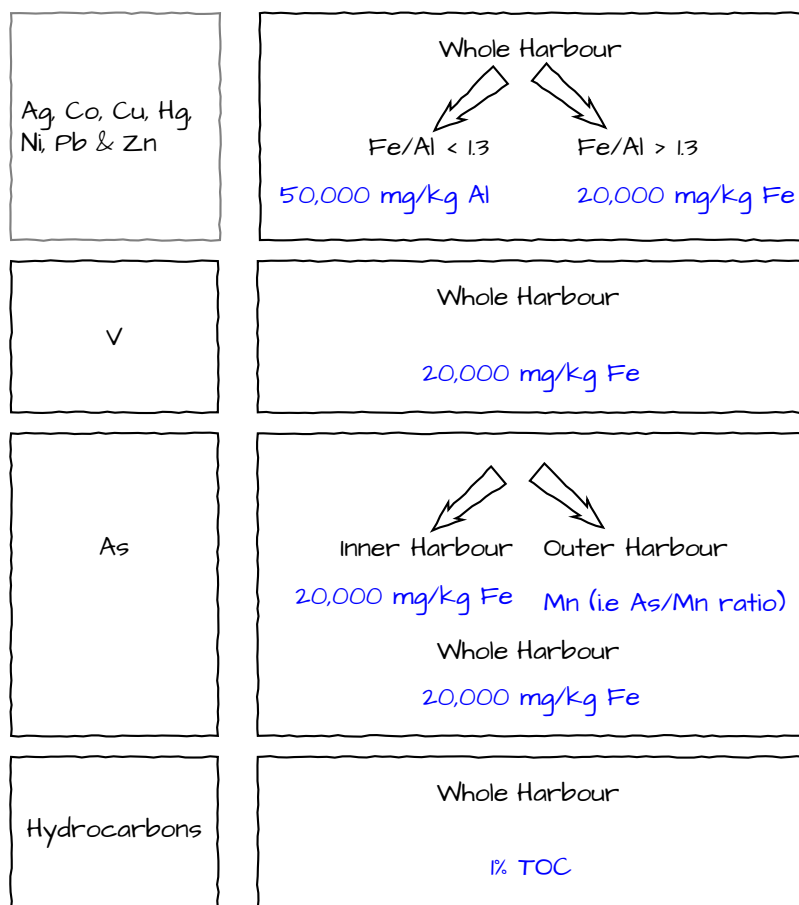 Ag, Co, Cu, Hg,
Ni, Pb & Zn
Whole Harbour
Fe/Al < 1.3
Fe/Al > 1.3
50,000 mg/kg Al
20,000 mg/kg Fe
V
Whole Harbour
20,000 mg/kg Fe
As
Inner Harbour
Outer Harbour
20,000 mg/kg Fe
Mn (i.e As/Mn ratio)
Whole Harbour
20,000 mg/kg Fe
Hydrocarbons
Whole Harbour
1% TOC